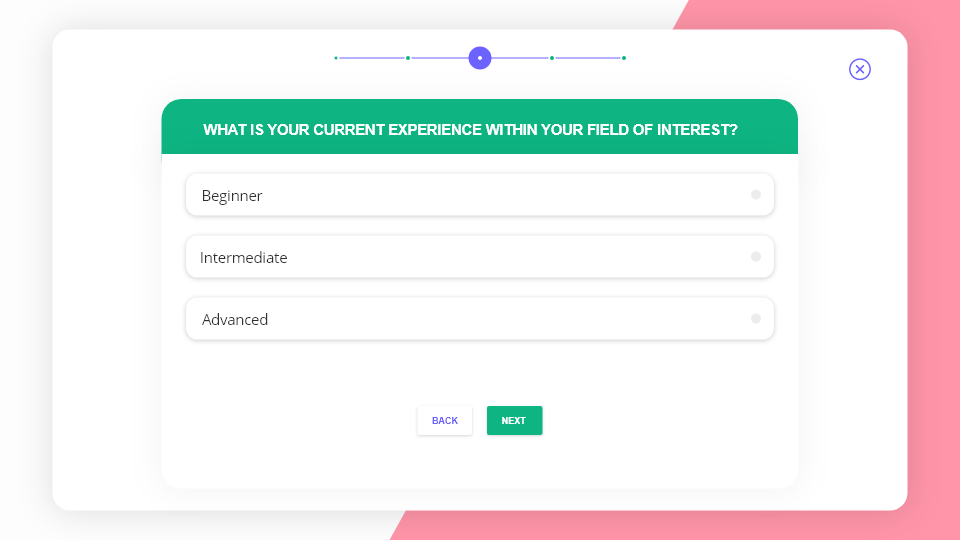 WHAT IS YOUR CURRENT EXPERIENCE WITHIN YOUR FIELD OF INTEREST?
Beginner
Intermediate
Advanced
BACK NEXT